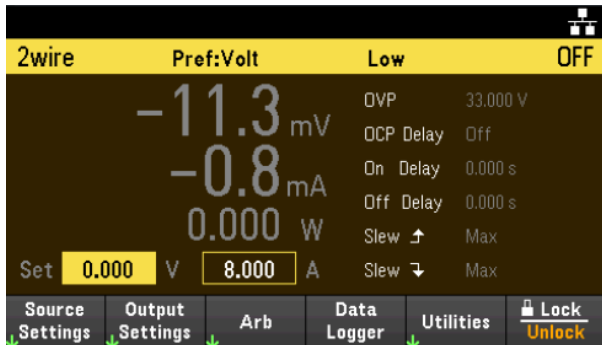 2wire Pref:Volt Low OFF
-11.3 mV
-0.8 mA
0.000 W
Set 0.000 V 8.000 A
OVP 33.000 V
OCP Delay Off
On Delay 0.000 s
Off Delay 0.000 s
Slew Max
Slew Max
Source Settings
Output Settings
Arb
Data Logger
Utilities
Lock
Unlock